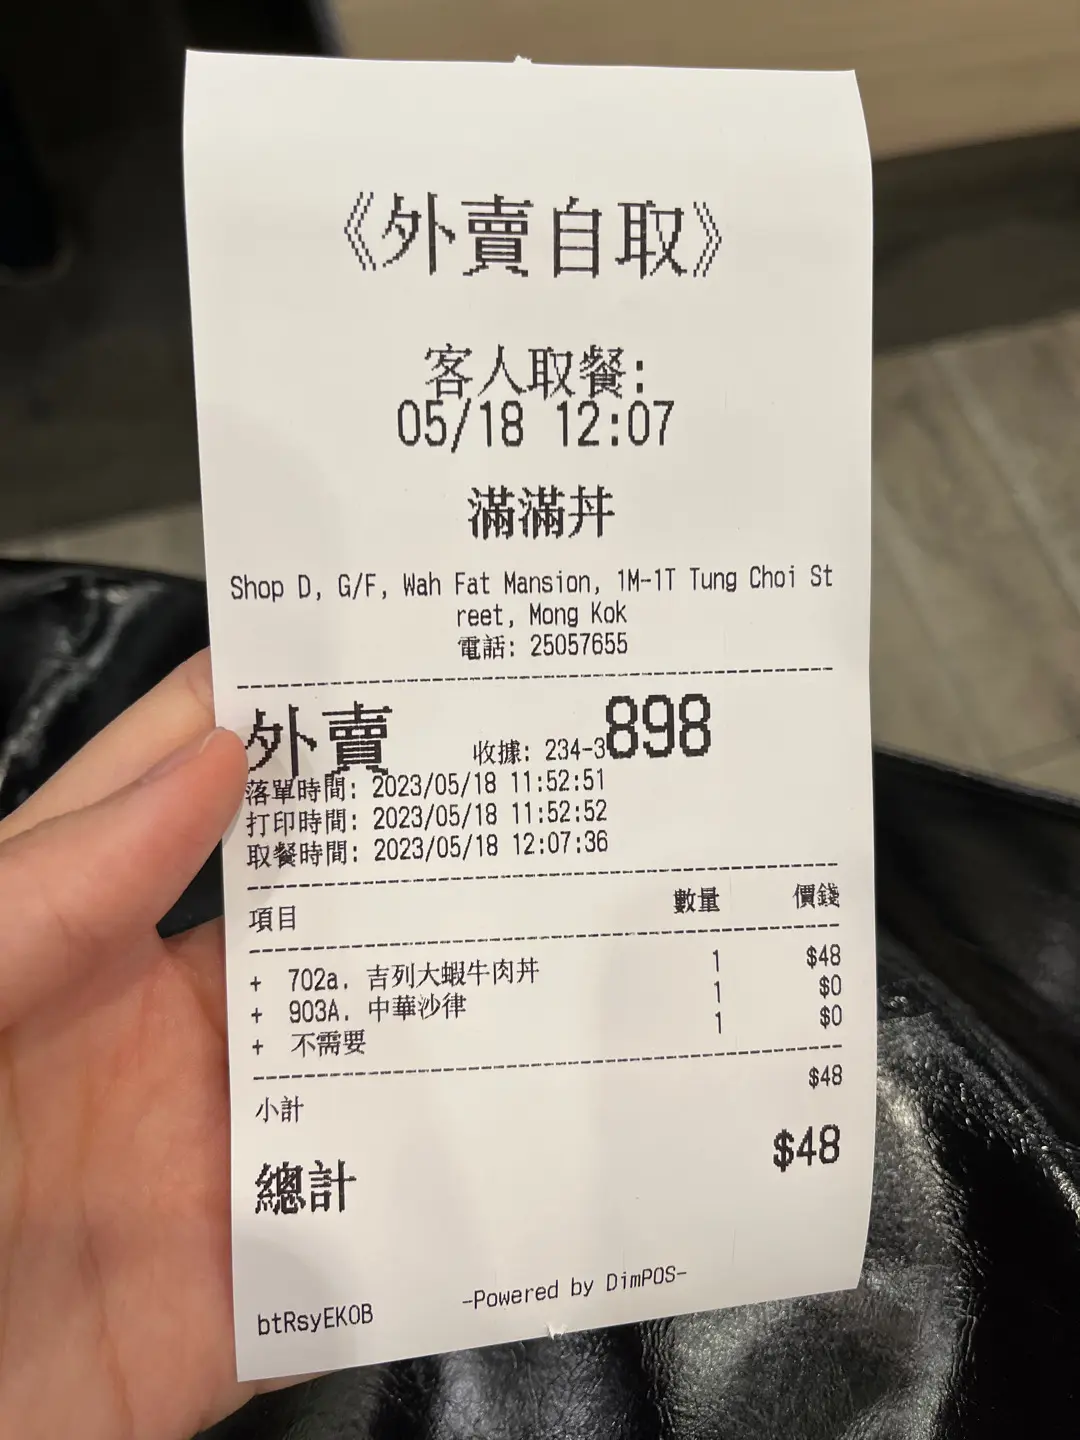 《外賣自取》
客人取餐:
05/18 12:07
滿滿丼
Shop D, G/F, Wah Fat Mansion, 1M-1T Tung Choi St
reet, Mong Kok
電話: 25057655
外賣 收據: 234-3898
落單時間: 2023/05/18 11:52:51
打印時間: 2023/05/18 11:52:52
取餐時間: 2023/05/18 12:07:36
項目 數量 價錢
+ 702a. 吉列大蝦牛肉丼 1 $48
+ 903A. 中華沙律 1 $0
+ 不需要 1 $0
小計 $48
總計 $48
btRsyEKOB -Powered by DimPOS-